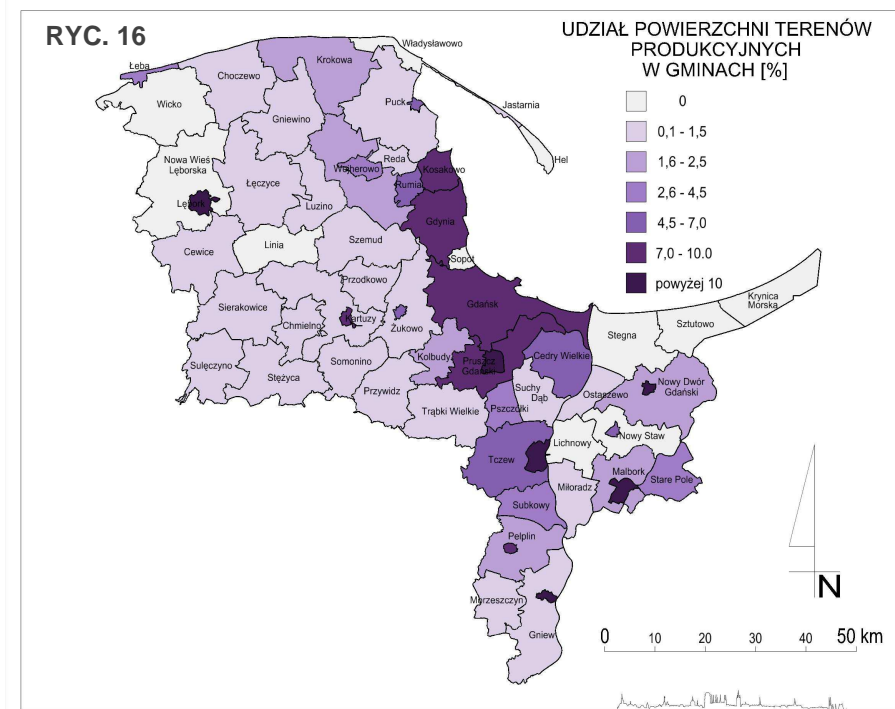 RYC. 16
UDZIAŁ POWIERZCHNI TERENÓW
PRODUKCYJNYCH
W GMINACH [%]
0
0,1 - 1,5
1,6 - 2,5
2,6 - 4,5
4,5 - 7,0
7,0 - 10.0
powyżej 10
Władysławowo
Łeba
Choczewo
Krokowa
Wicko
Puck
Jastarnia
Gniewino
Hel
Nowa Wieś
Lęborska
Reda
Wejherowo
Kosakowo
Łęczyce
Rumia
Lębork
Luzino
Gdynia
Linia
Szemud
Cewice
Sopot
Przodkowo
Krynica
Morska
Gdańsk
Sierakowice
Chmielno
Kartuzy
Żukowo
Stegna
Sztutowo
Kolbudy
Pruszcz
Gdański
Cedry Wielkie
Sulęczyno
Stężyca
Somonino
Przywidz
Suchy
Dąb
Ostaszewo
Nowy Dwór
Gdański
Trąbki Wielkie
Pszczółki
Lichnowy
Nowy Staw
Tczew
Malbork
Stare Pole
Miłoradz
Subkowy
Pelplin
Morzeszczyn
Gniew
N
0 10 20 30 40 50 km